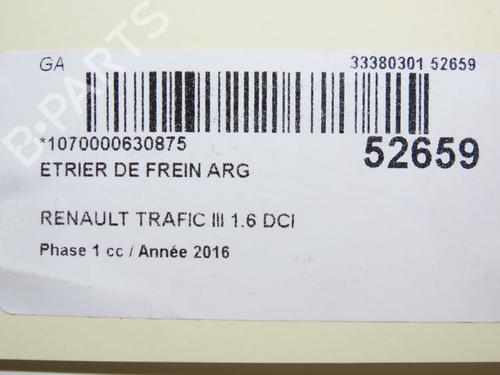 B-PARTS
GA 33380301 52659
*1070000630875 52659
ETRIER DE FREIN ARG
RENAULT TRAFIC III 1.6 DCI
Phase 1 cc / Année 2016